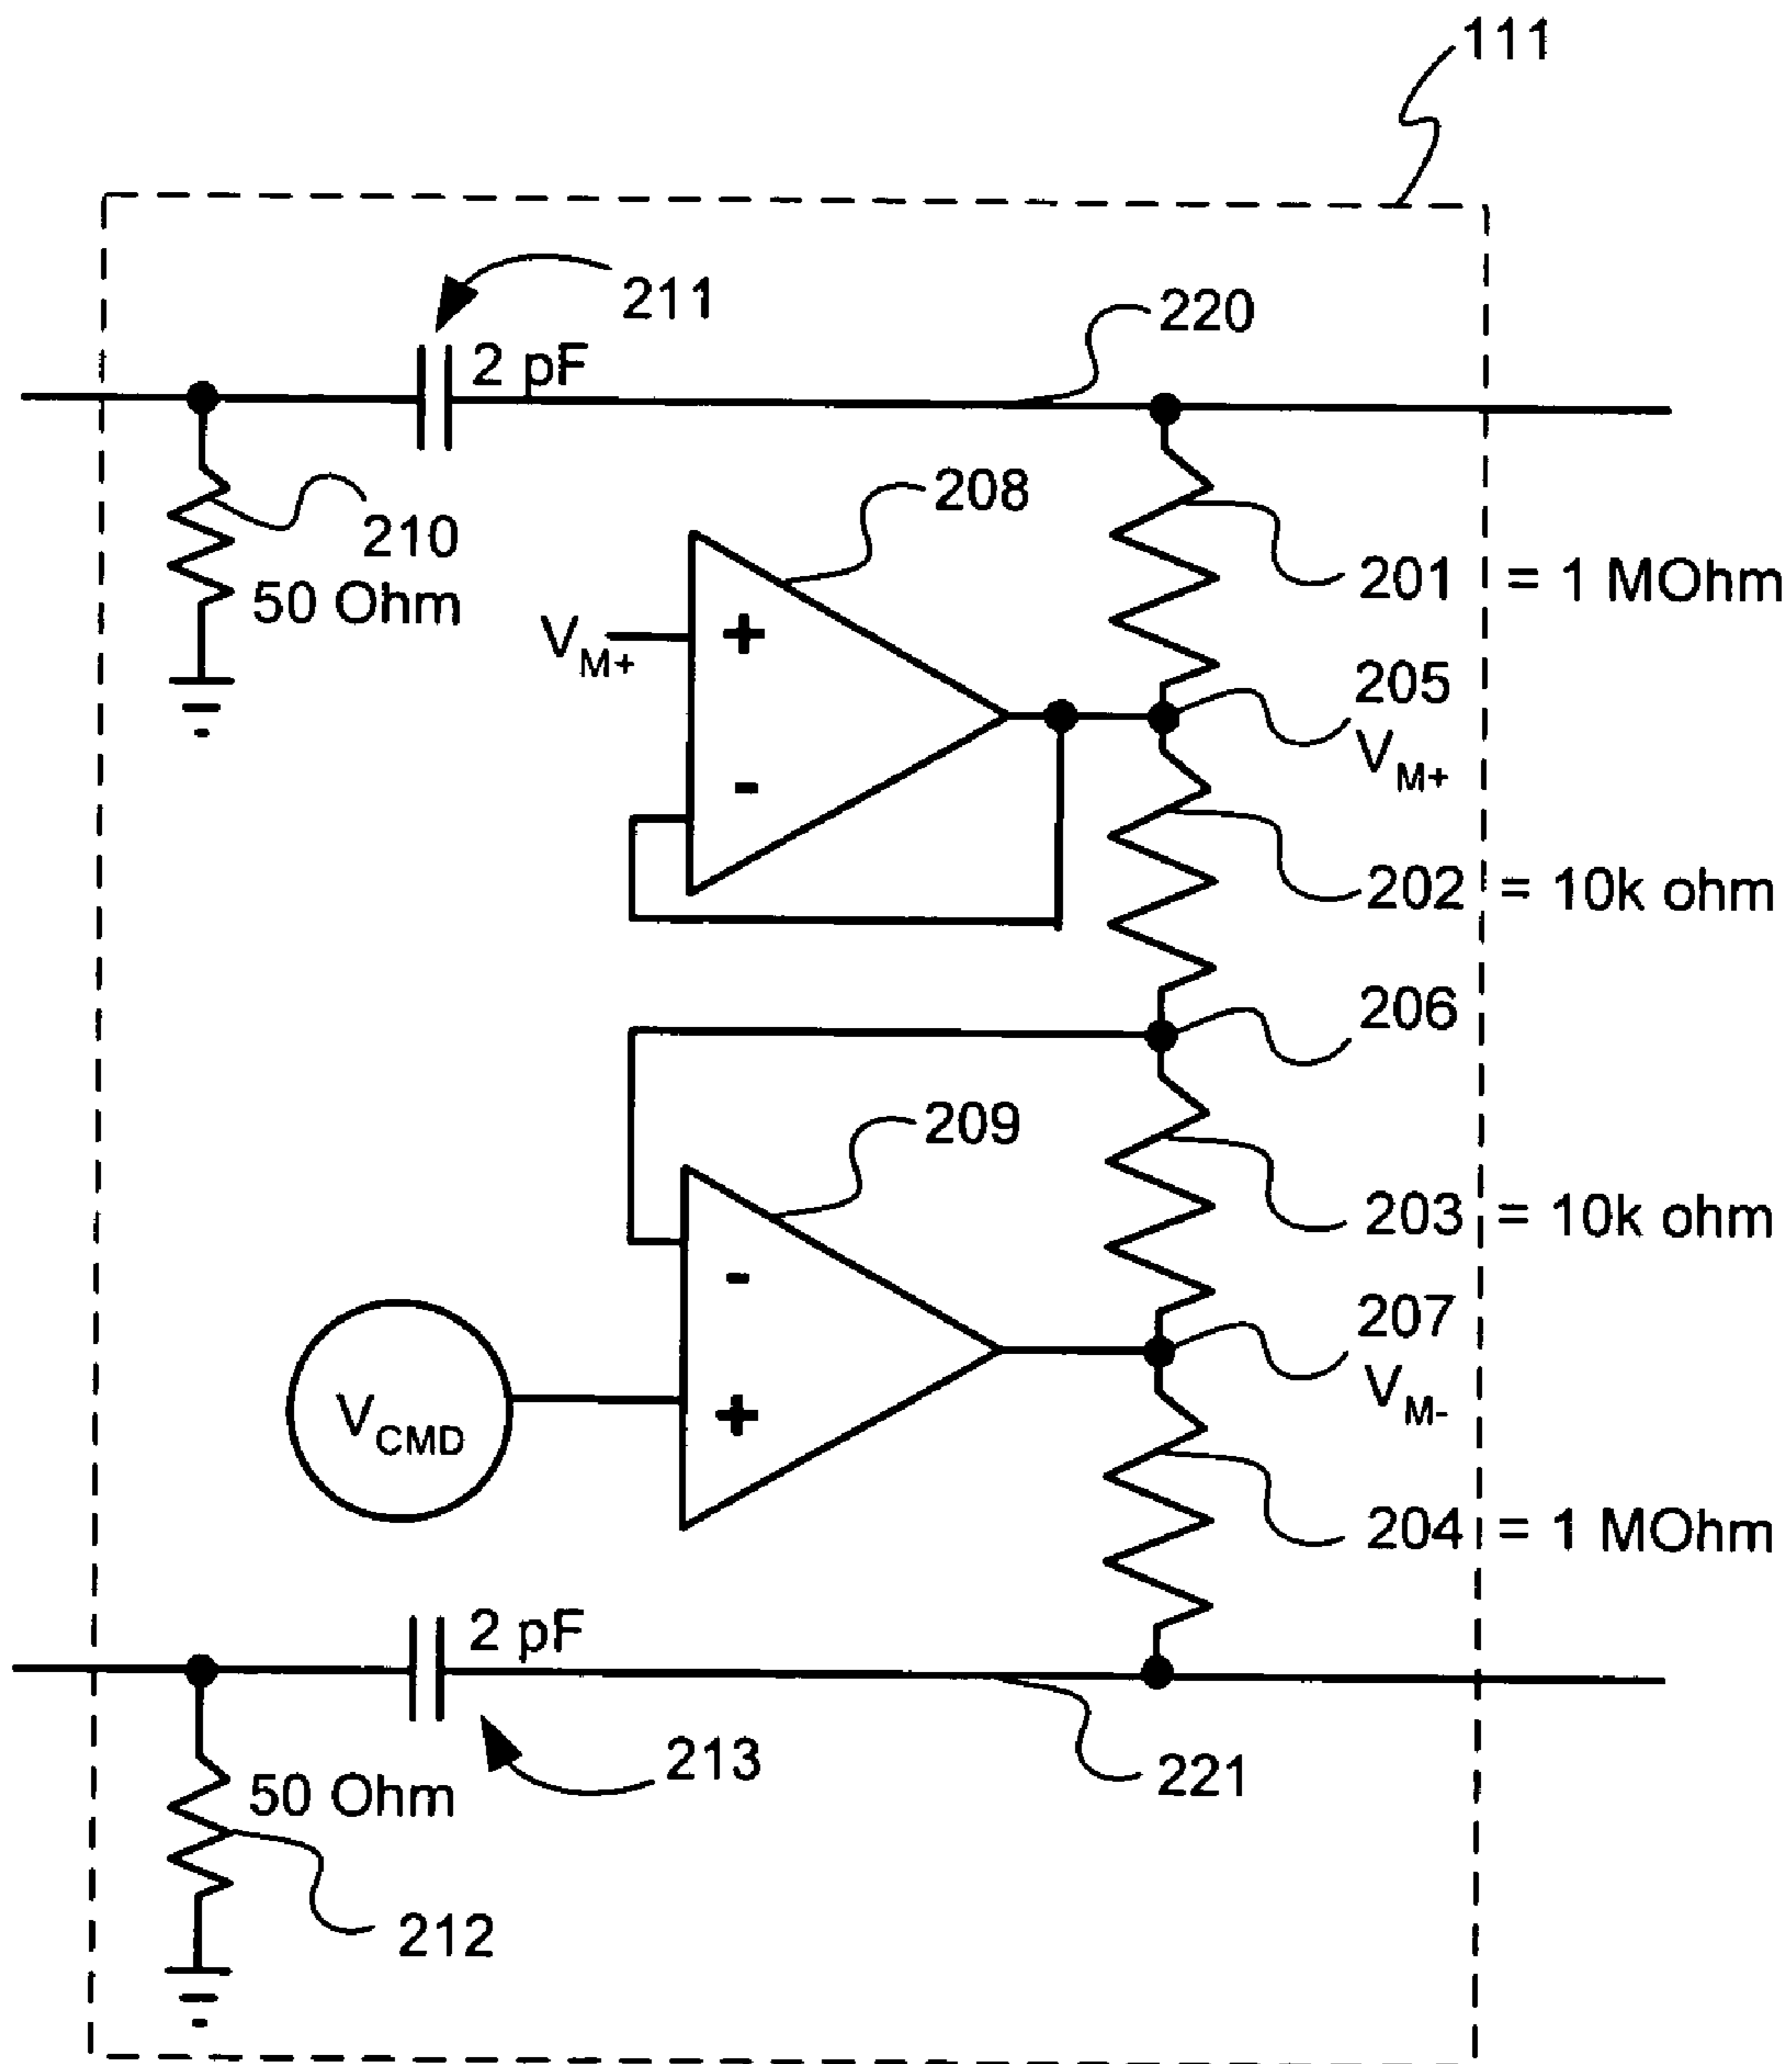 111
211
220
2 pF
208
210
50 Ohm
201 = 1 MOhm
VM+
+
205
VM+
-
202 = 10k ohm
206
209
203 = 10k ohm
-
207
VM-
VCMD
+
204 = 1 MOhm
2 pF
213
221
50 Ohm
212